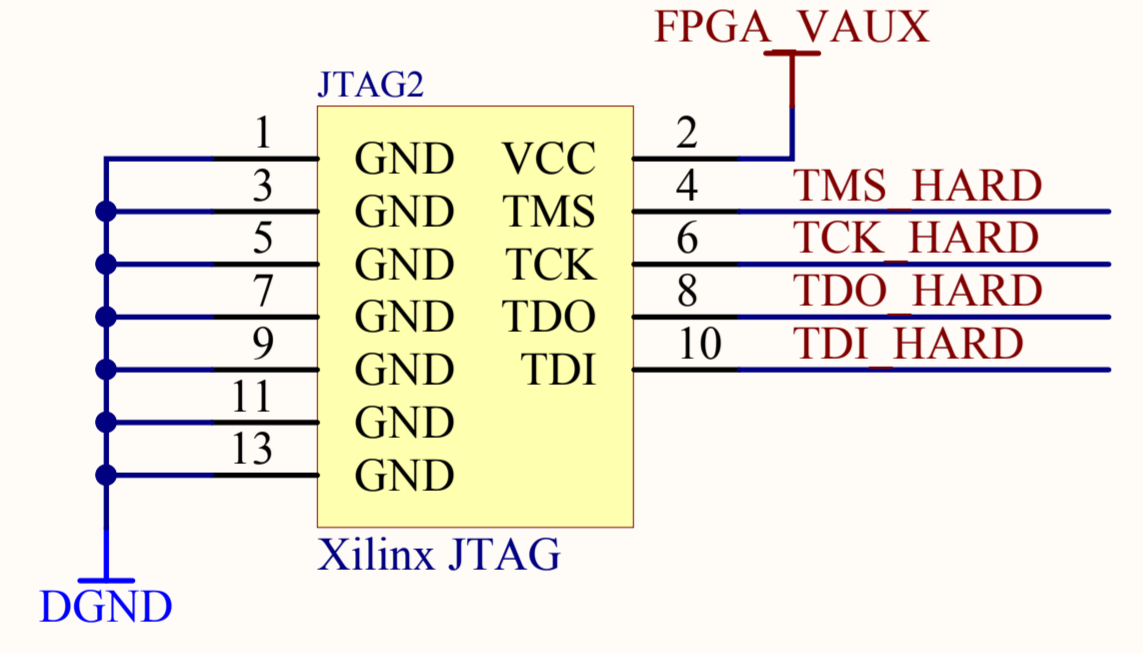 FPGA_VAUX
JTAG2
1 GND VCC 2
3 GND TMS 4 TMS_HARD
5 GND TCK 6 TCK_HARD
7 GND TDO 8 TDO_HARD
9 GND TDI 10 TDI_HARD
11 GND
13 GND
Xilinx JTAG
DGND